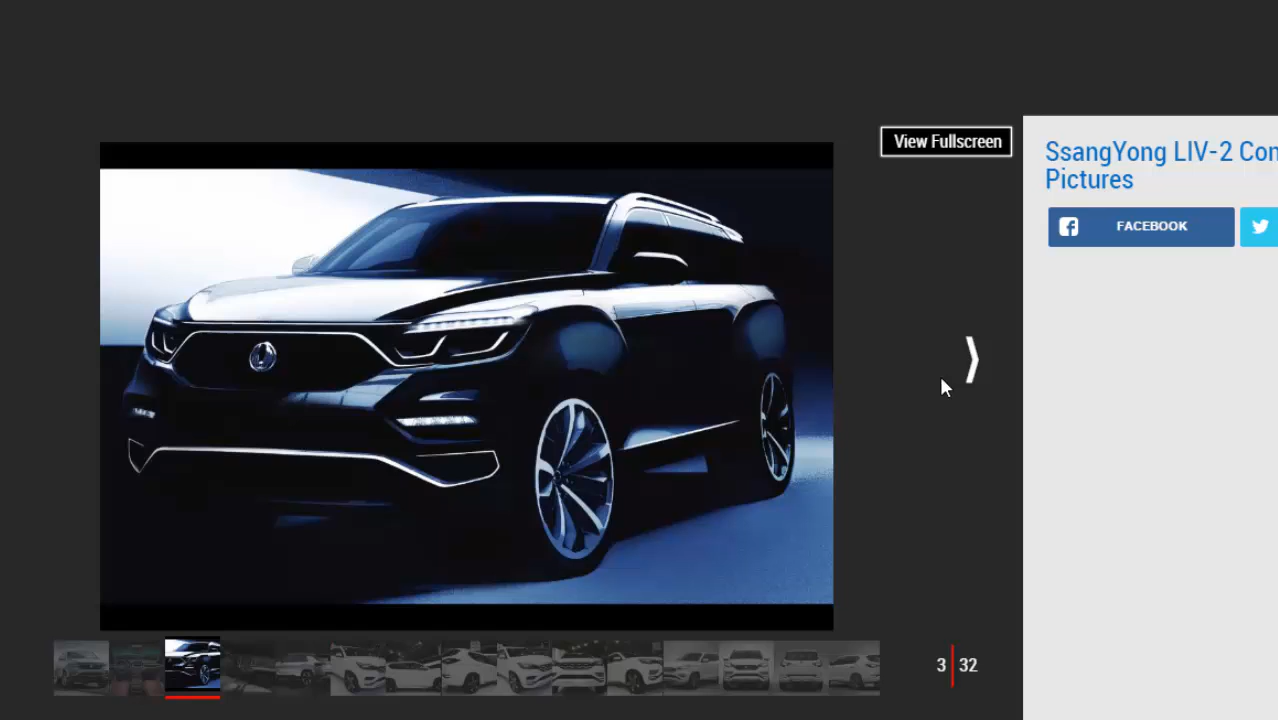 View Fullscreen
SsangYong LIV-2 Con
Pictures
FACEBOOK
3 32